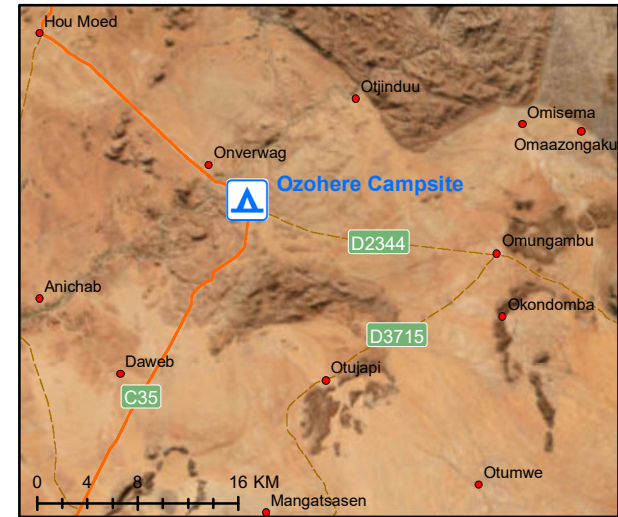 Hou Moed
Otjinduu
Omisema
Omaazongaku
Onverwag
Ozohere Campsite
D2344
Omungambu
Anichab
Okondomba
D3715
Daweb
Otujapi
C35
0 4 8 16 KM
Otumwe
Mangatsasen